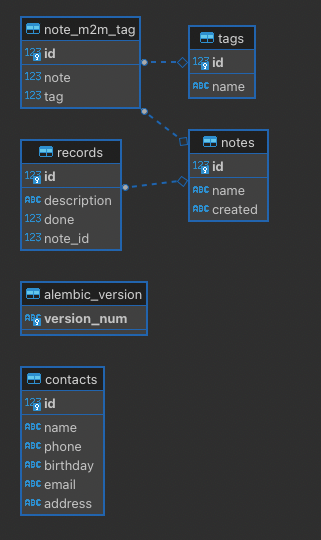 note_m2m_tag
123 id
123 note
123 tag
tags
123 id
ABC name
records
123 id
ABC description
123 done
123 note_id
notes
123 id
ABC name
ABC created
alembic_version
ABC version_num
contacts
123 id
ABC name
ABC phone
ABC birthday
ABC email
ABC address